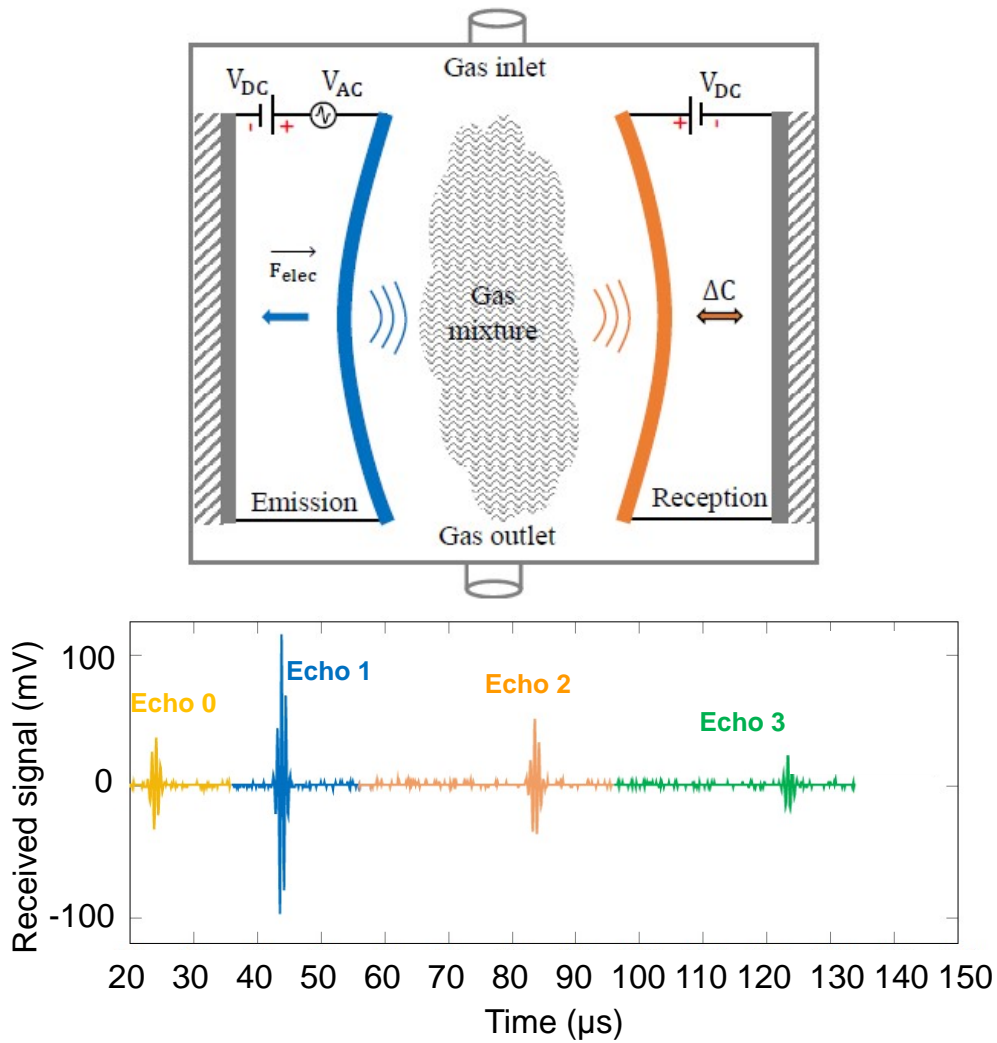 Gas inlet
V_DC V_AC V_DC
- + + -
F_elec
Gas
mixture
ΔC
Emission
Reception
Gas outlet
Received signal (mV)
100
0
-100
Echo 0
Echo 1
Echo 2
Echo 3
20 30 40 50 60 70 80 90 100 110 120 130 140 150
Time (µs)